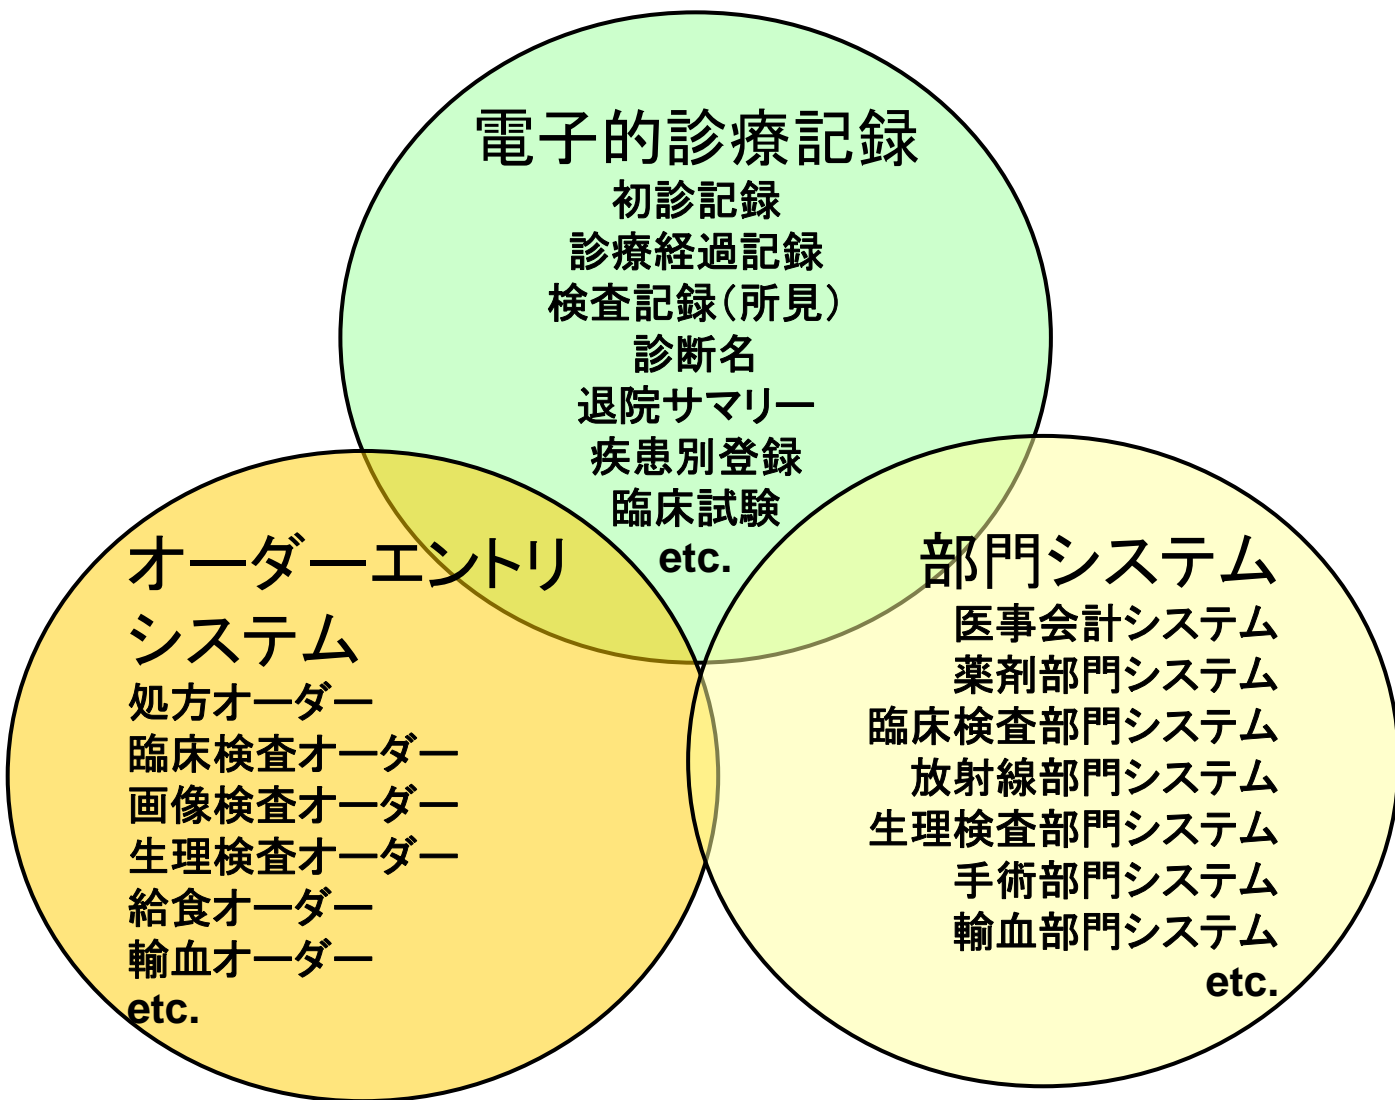 電子的診療記録
初診記録
診療経過記録
検査記録（所見）
診断名
退院サマリー
疾患別登録
臨床試験
etc.
オーダーエントリ
システム
処方オーダー
臨床検査オーダー
画像検査オーダー
生理検査オーダー
給食オーダー
輸血オーダー
etc.
部門システム
医事会計システム
薬剤部門システム
臨床検査部門システム
放射線部門システム
生理検査部門システム
手術部門システム
輸血部門システム
etc.